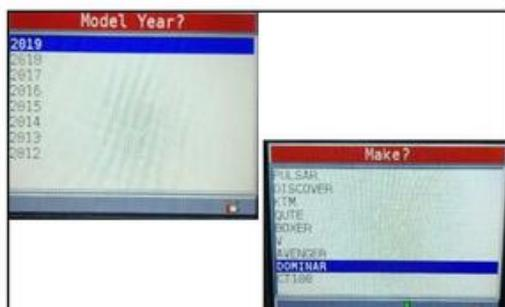 Model Year?
2019
2018
2017
2016
2015
2014
2013
2012
Make?
PULSAR
DISCOVER
KTM
QUTE
BOXER
V
AVENGER
DOMINAR
CT100